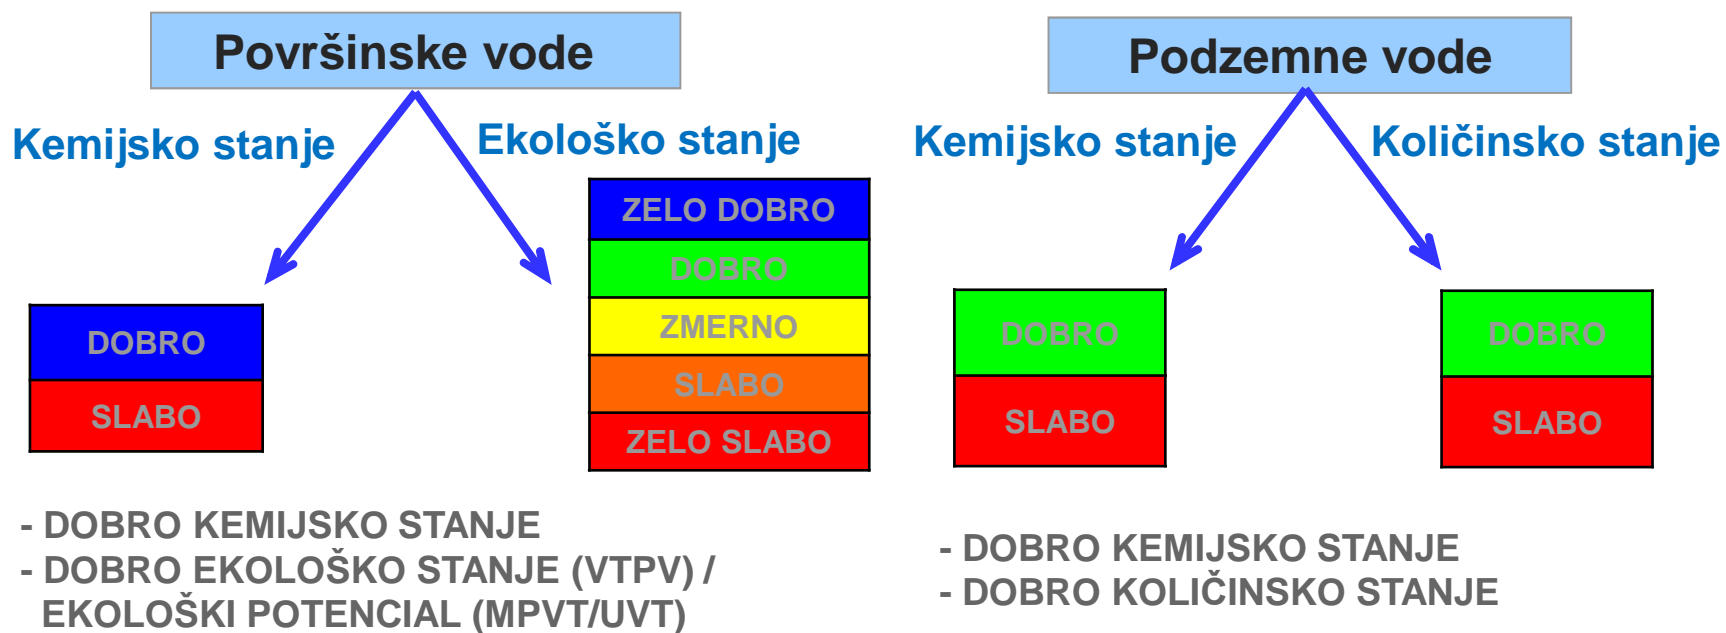 Površinske vode
Kemijsko stanje
Ekološko stanje
DOBRO
SLABO
ZELO DOBRO
DOBRO
ZMERNO
SLABO
ZELO SLABO
- DOBRO KEMIJSKO STANJE
- DOBRO EKOLOŠKO STANJE (VTPV) /
EKOLOŠKI POTENCIAL (MPVT/UVT)
Podzemne vode
Kemijsko stanje
Količinsko stanje
DOBRO
SLABO
DOBRO
SLABO
- DOBRO KEMIJSKO STANJE
- DOBRO KOLIČINSKO STANJE